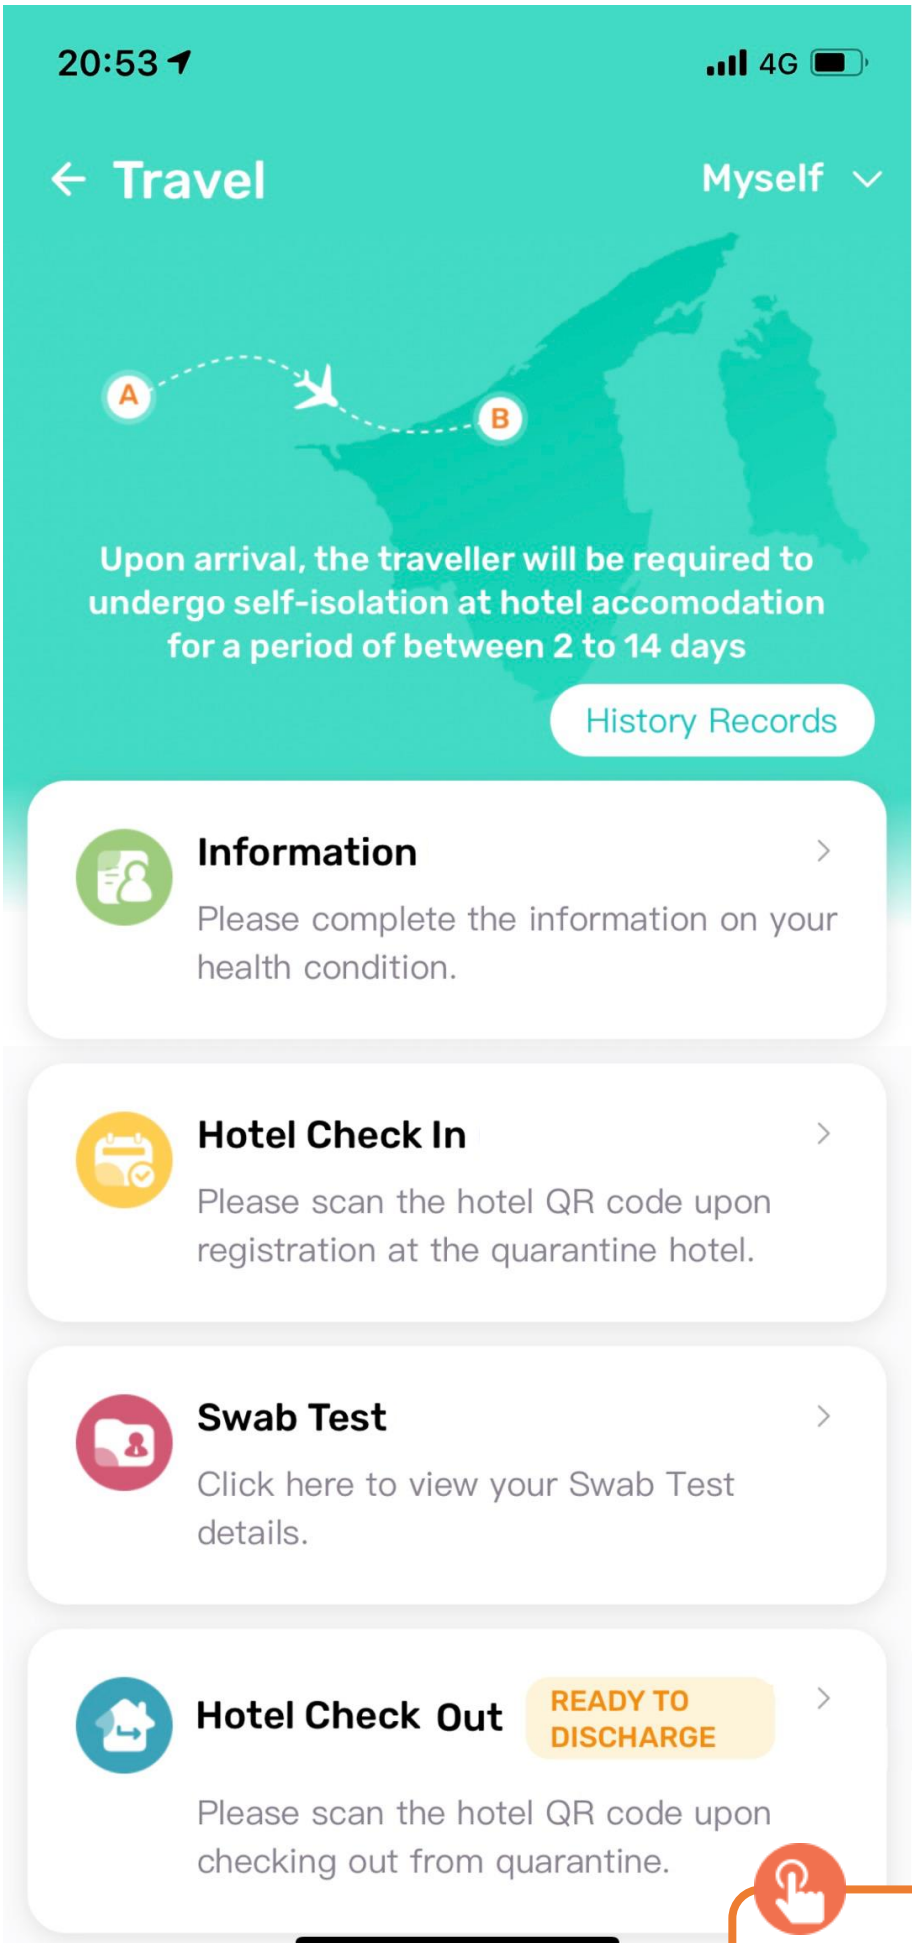 20:53
4G
Travel
Myself
A
B
Upon arrival, the traveller will be required to
undergo self-isolation at hotel accomodation
for a period of between 2 to 14 days
History Records
Information
Please complete the information on your
health condition.
Hotel Check In
Please scan the hotel QR code upon
registration at the quarantine hotel.
Swab Test
Click here to view your Swab Test
details.
Hotel Check Out
READY TO
DISCHARGE
Please scan the hotel QR code upon
checking out from quarantine.